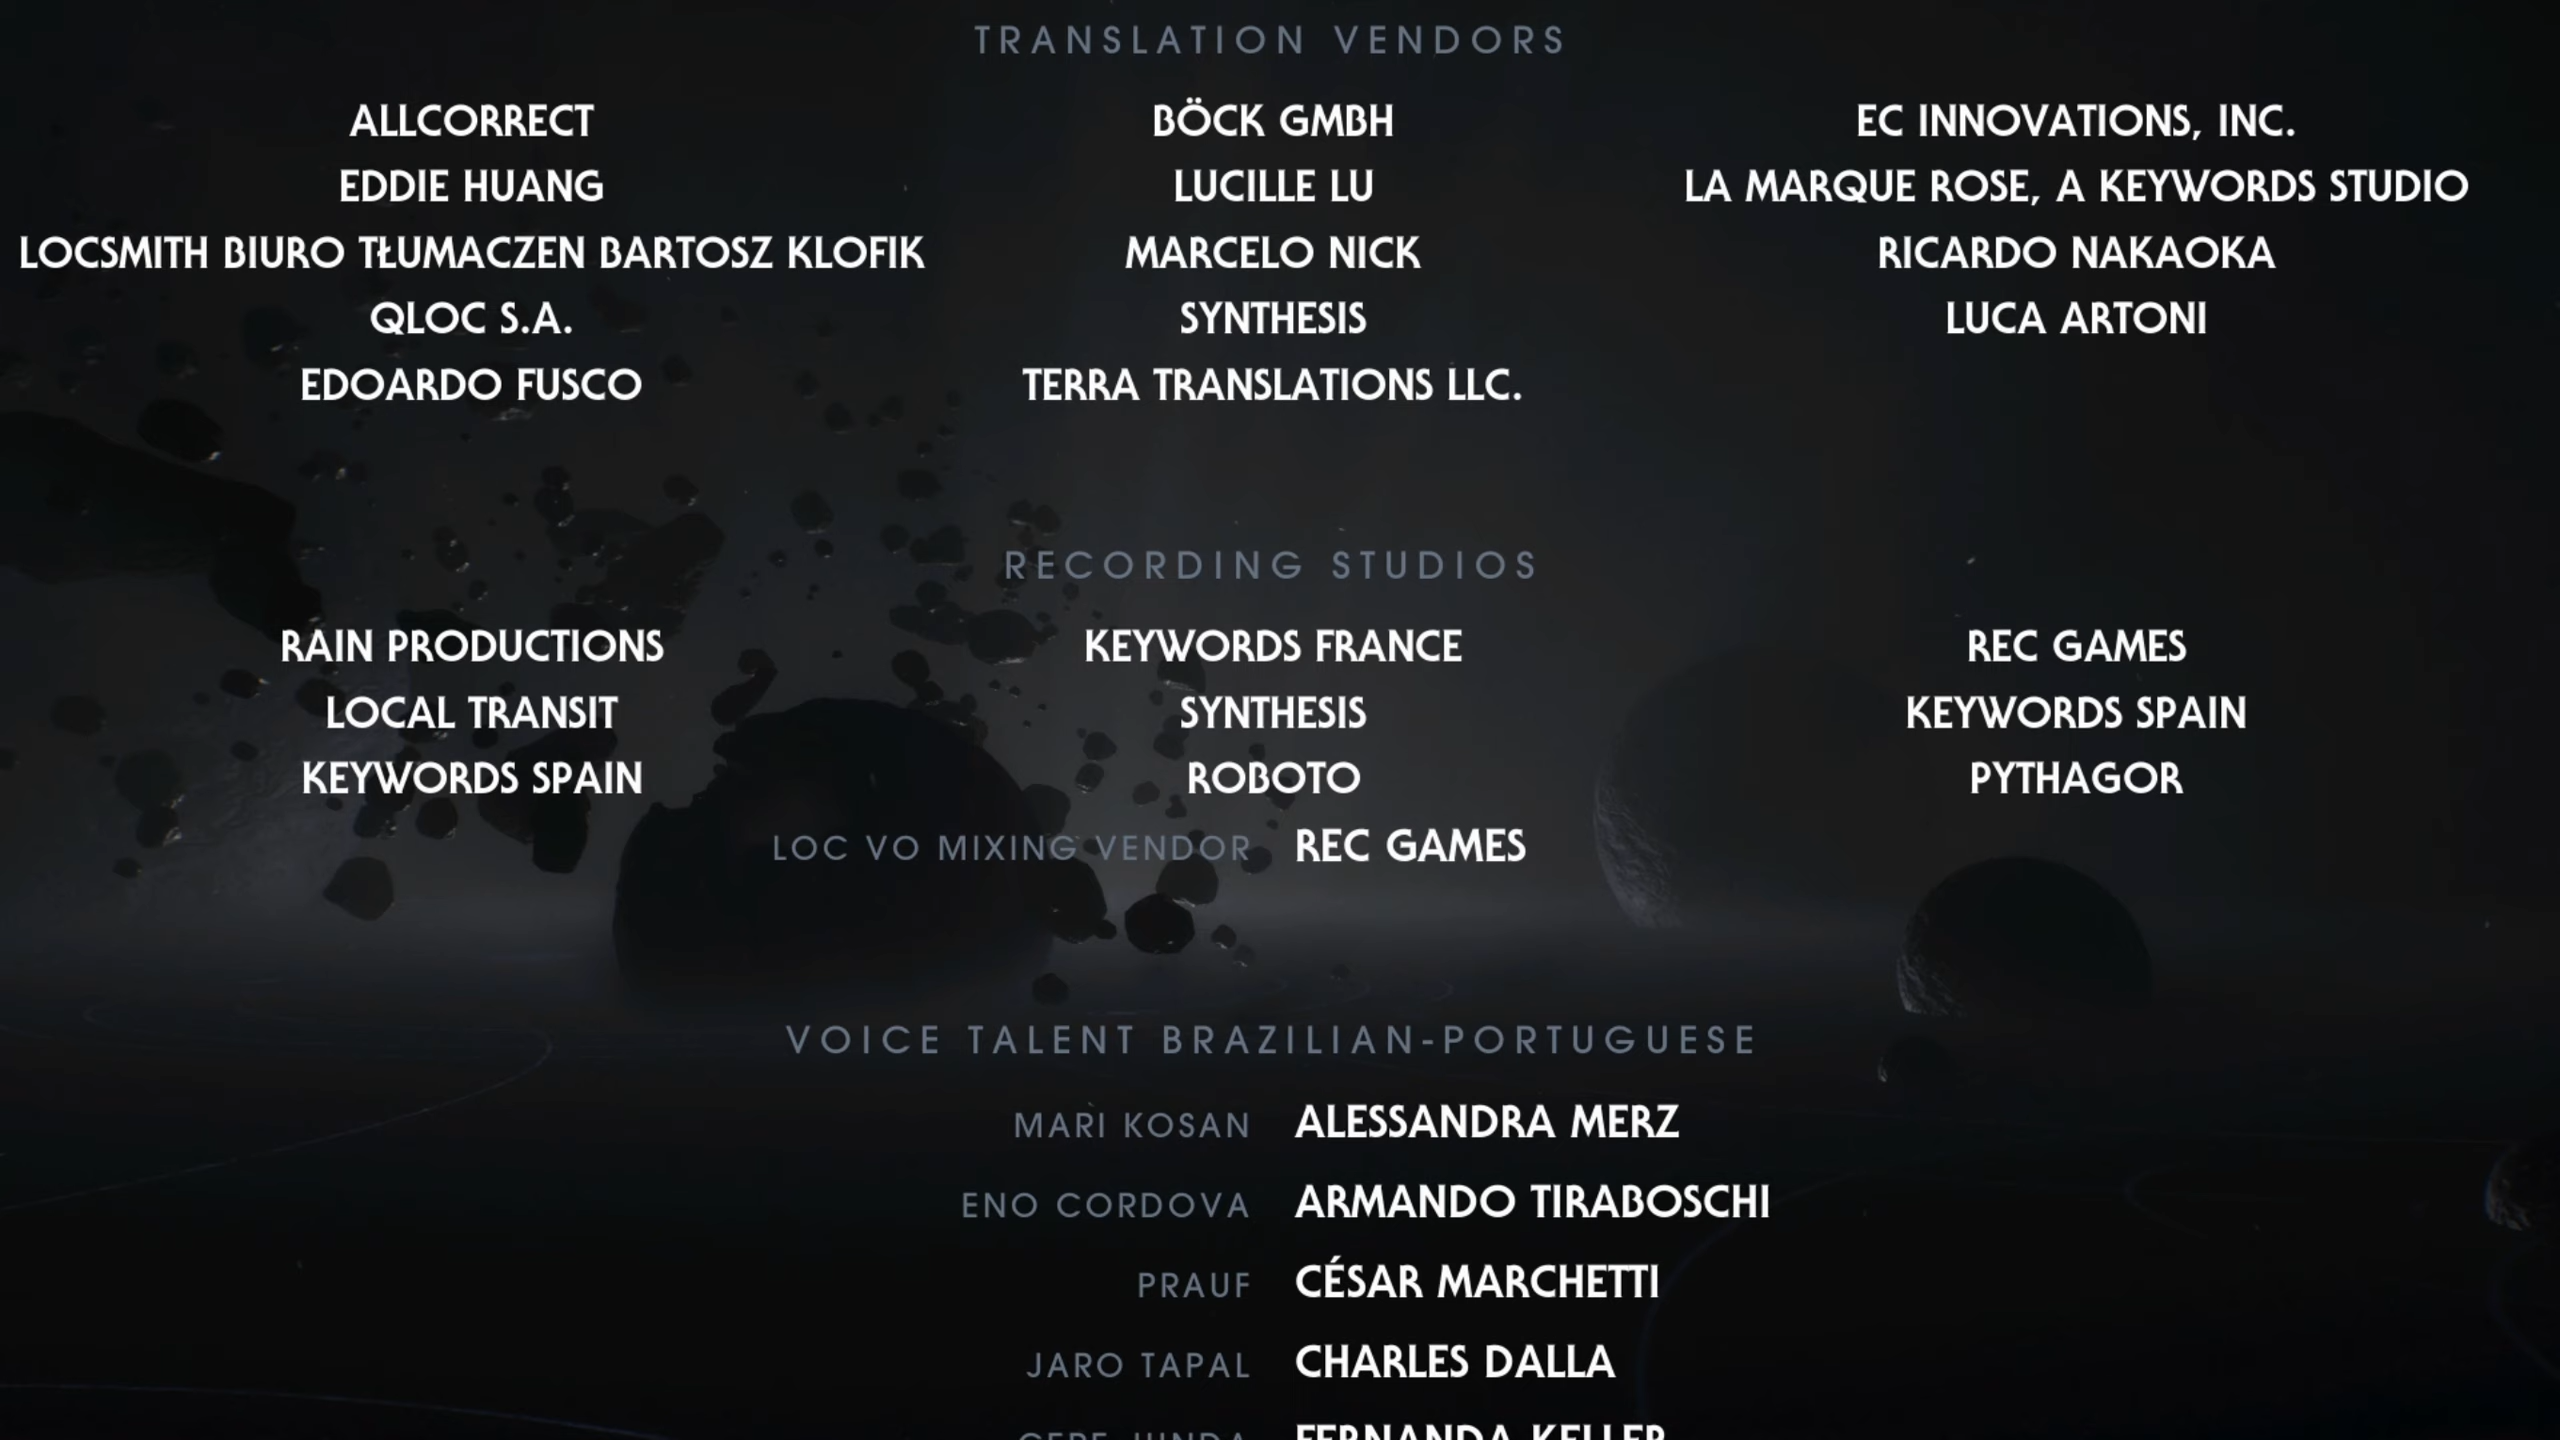 TRANSLATION VENDORS
ALLCORRECT BÖCK GMBH EC INNOVATIONS, INC.
EDDIE HUANG LUCILLE LU LA MARQUE ROSE, A KEYWORDS STUDIO
LOCSMITH BIURO TŁUMACZEN BARTOSZ KLOFIK MARCELO NICK RICARDO NAKAOKA
QLOC S.A. SYNTHESIS LUCA ARTONI
EDOARDO FUSCO TERRA TRANSLATIONS LLC.
RECORDING STUDIOS
RAIN PRODUCTIONS KEYWORDS FRANCE REC GAMES
LOCAL TRANSIT SYNTHESIS KEYWORDS SPAIN
KEYWORDS SPAIN ROBOTO PYTHAGOR
LOC VO MIXING VENDOR REC GAMES
VOICE TALENT BRAZILIAN-PORTUGUESE
MARI KOSAN ALESSANDRA MERZ
ENO CORDOVA ARMANDO TIRABOSCHI
PRAUF CÉSAR MARCHETTI
JARO TAPAL CHARLES DALLA
CERE JUNDA FERNANDA KELLER